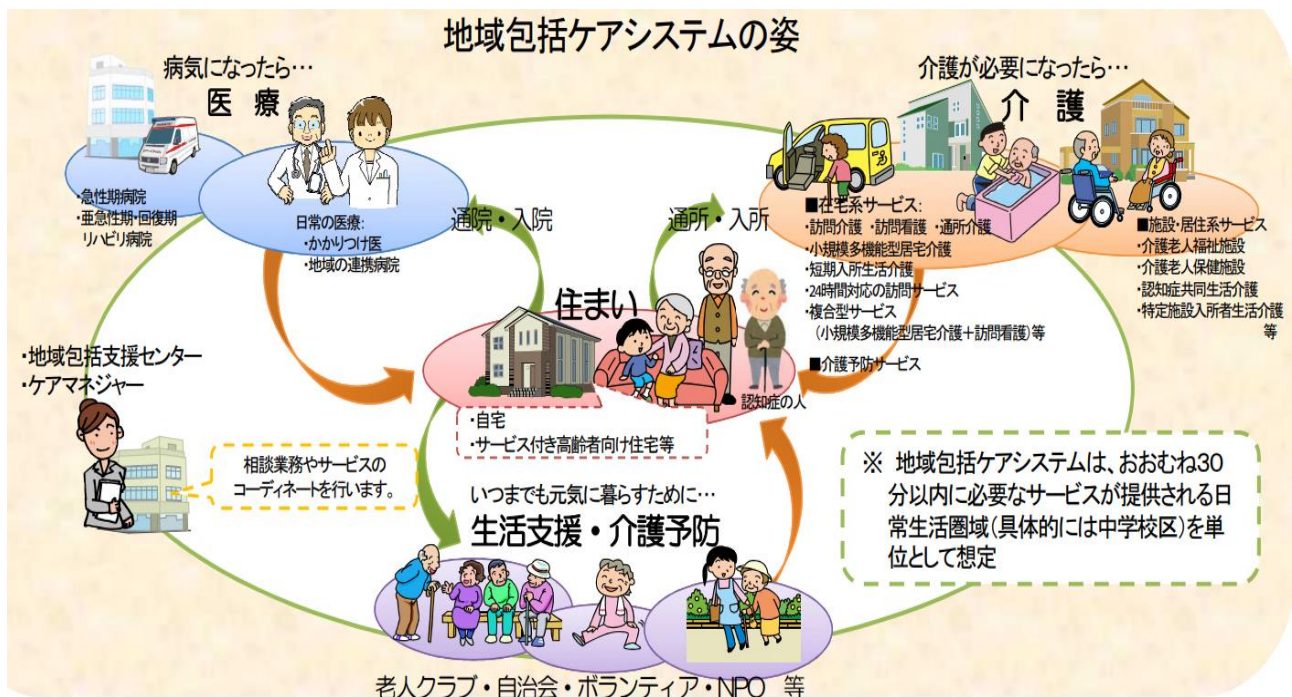 地域包括ケアシステムの姿
病気になったら…
医 療
・急性期病院
・亜急性期・回復期
リハビリ病院
日常の医療:
・かかりつけ医
・地域の連携病院
通院・入院
通所・入所
介護が必要になったら…
介 護
■在宅系サービス:
・訪問介護 ・訪問看護 ・通所介護
・小規模多機能型居宅介護
・短期入所生活介護
・24時間対応の訪問サービス
・複合型サービス
(小規模多機能型居宅介護+訪問看護)等
■介護予防サービス
■施設・居住系サービス
・介護老人福祉施設
・介護老人保健施設
・認知症共同生活介護
・特定施設入所者生活介護
等
住まい
認知症の人
・自宅
・サービス付き高齢者向け住宅等
・地域包括支援センター
・ケアマネジャー
相談業務やサービスの
コーディネートを行います。
いつまでも元気に暮らすために…
生活支援・介護予防
老人クラブ・自治会・ボランティア・NPO 等
※ 地域包括ケアシステムは、おおむね30
分以内に必要なサービスが提供される日
常生活圏域(具体的には中学校区)を単
位として想定